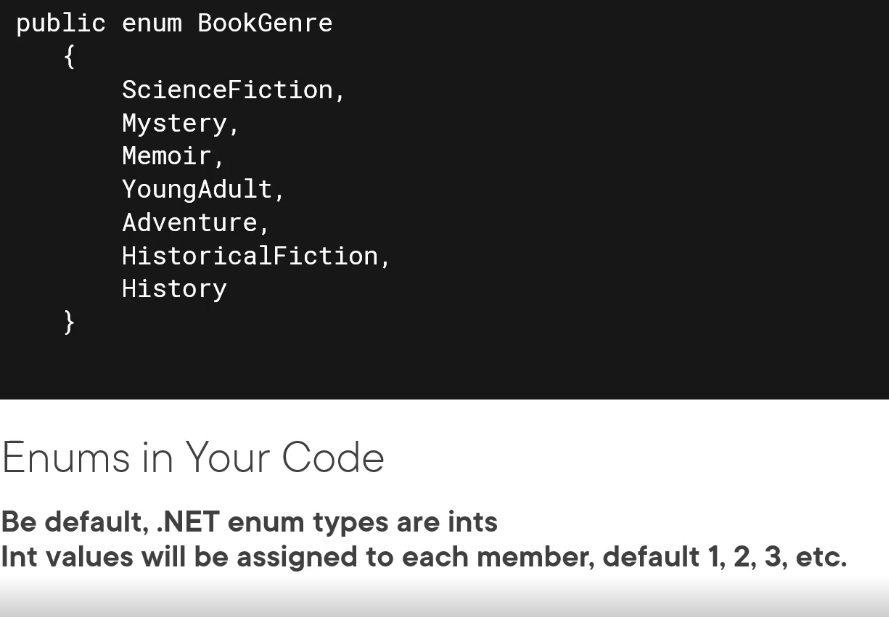 public enum BookGenre
{
ScienceFiction,
Mystery,
Memoir,
YoungAdult,
Adventure,
HistoricalFiction,
History
}
Enums in Your Code
Be default, .NET enum types are ints
Int values will be assigned to each member, default 1, 2, 3, etc.